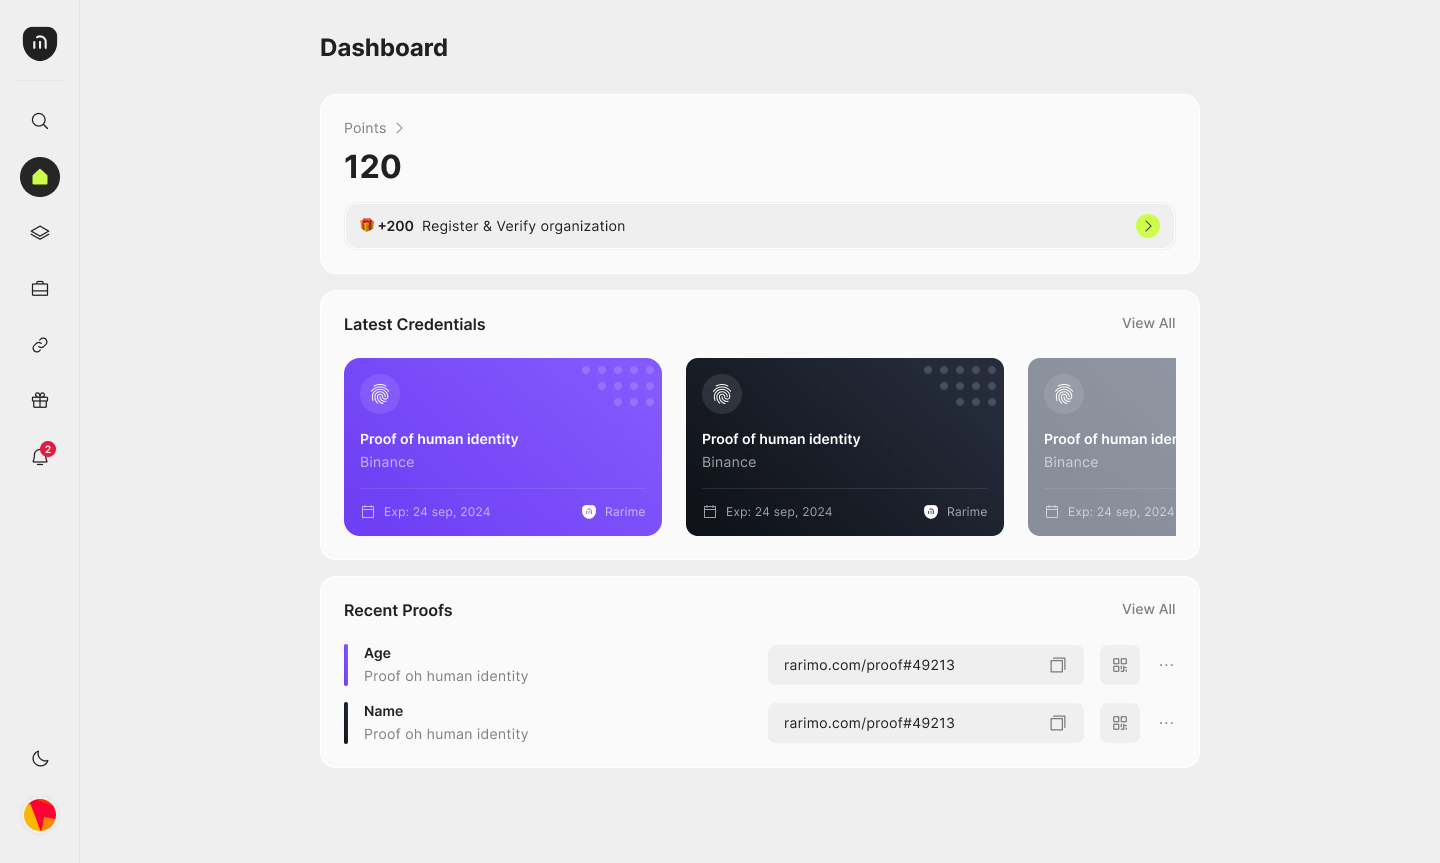 Dashboard
Points
120
+200 Register & Verify organization
Latest Credentials
View All
Proof of human identity
Binance
Exp: 24 sep, 2024
Rarime
Proof of human identity
Binance
Exp: 24 sep, 2024
Rarime
Proof of human iden
Binance
Exp: 24 sep, 2024
2
Recent Proofs
View All
Age
Proof oh human identity
rarimo.com/proof#49213
Name
Proof oh human identity
rarimo.com/proof#49213